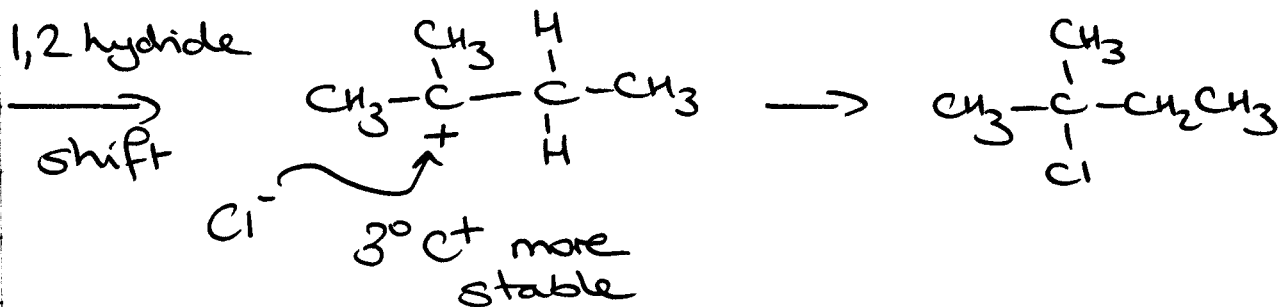 1,2 hydride
shift
CH3 H
CH3-C-C-CH3
+ H
Cl-
3° C+ more
stable
CH3
CH3-C-CH2CH3
Cl